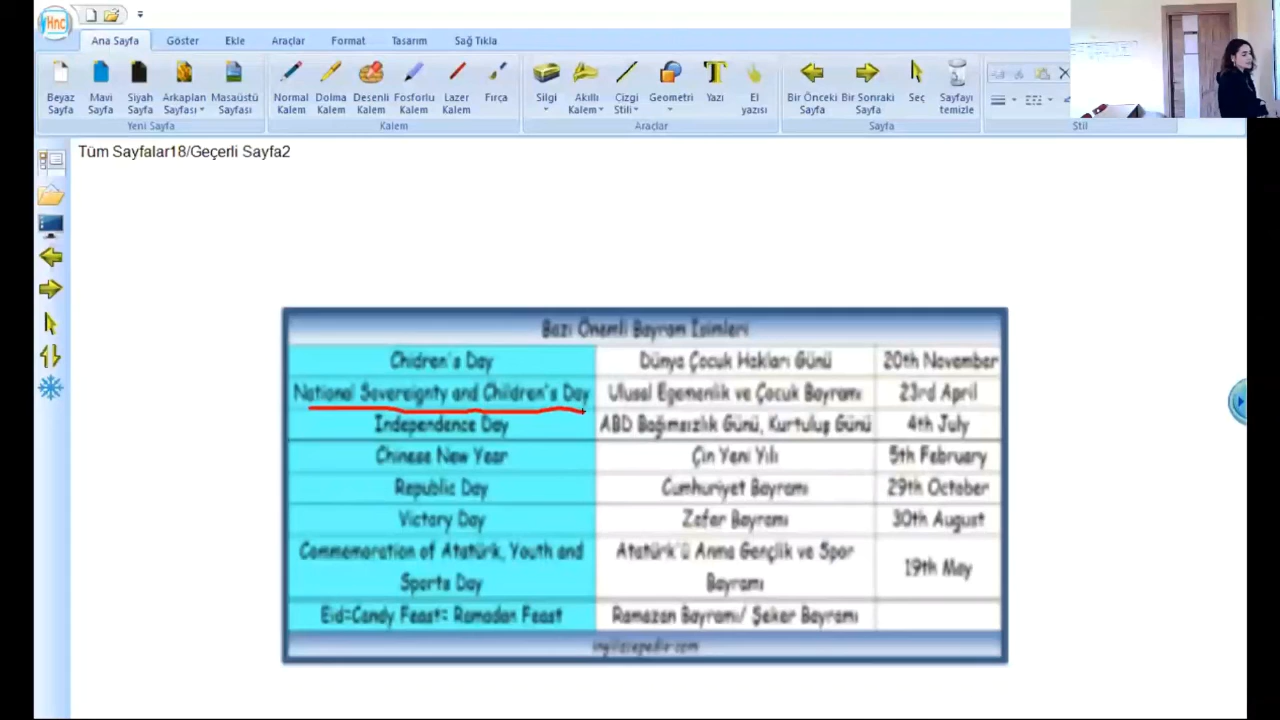 Hnc
Ana Sayfa Göster Ekle Araçlar Format Tasarım Sağ Tıkla
Beyaz Sayfa Mavi Sayfa Siyah Sayfa Arkaplan Sayfası Masaüstü Sayfası Normal Kalem Dolma Kalem Desenli Kalem Fosforlu Kalem Lazer Kalem Fırça Silgi Akıllı Kalem Çizgi Stili Geometri Yazı El yazısı Bir Önceki Sayfa Bir Sonraki Sayfa Seç Sayfayı temizle
Yeni Sayfa Kalem Araçlar Sayfa Stil
Tüm Sayfalar18/Geçerli Sayfa2
Bazı Önemli Bayram İsimleri
Chidren's Day Dünya Çocuk Hakları Günü 20th November
National Sovereignty and Children's Day Ulusal Egemenlik ve Çocuk Bayramı 23rd April
Independence Day ABD Bağımsızlık Günü, Kurtuluş Günü 4th July
Chinese New Year Çin Yeni Yılı 5th February
Republic Day Cumhuriyet Bayramı 29th October
Victory Day Zafer Bayramı 30th August
Commemoration of Atatürk, Youth and Sports Day Atatürk'ü Anma Gençlik ve Spor Bayramı 19th May
Eid=Candy Feast= Ramadan Feast Ramazan Bayramı/ Şeker Bayramı
ingilizcepedir.com